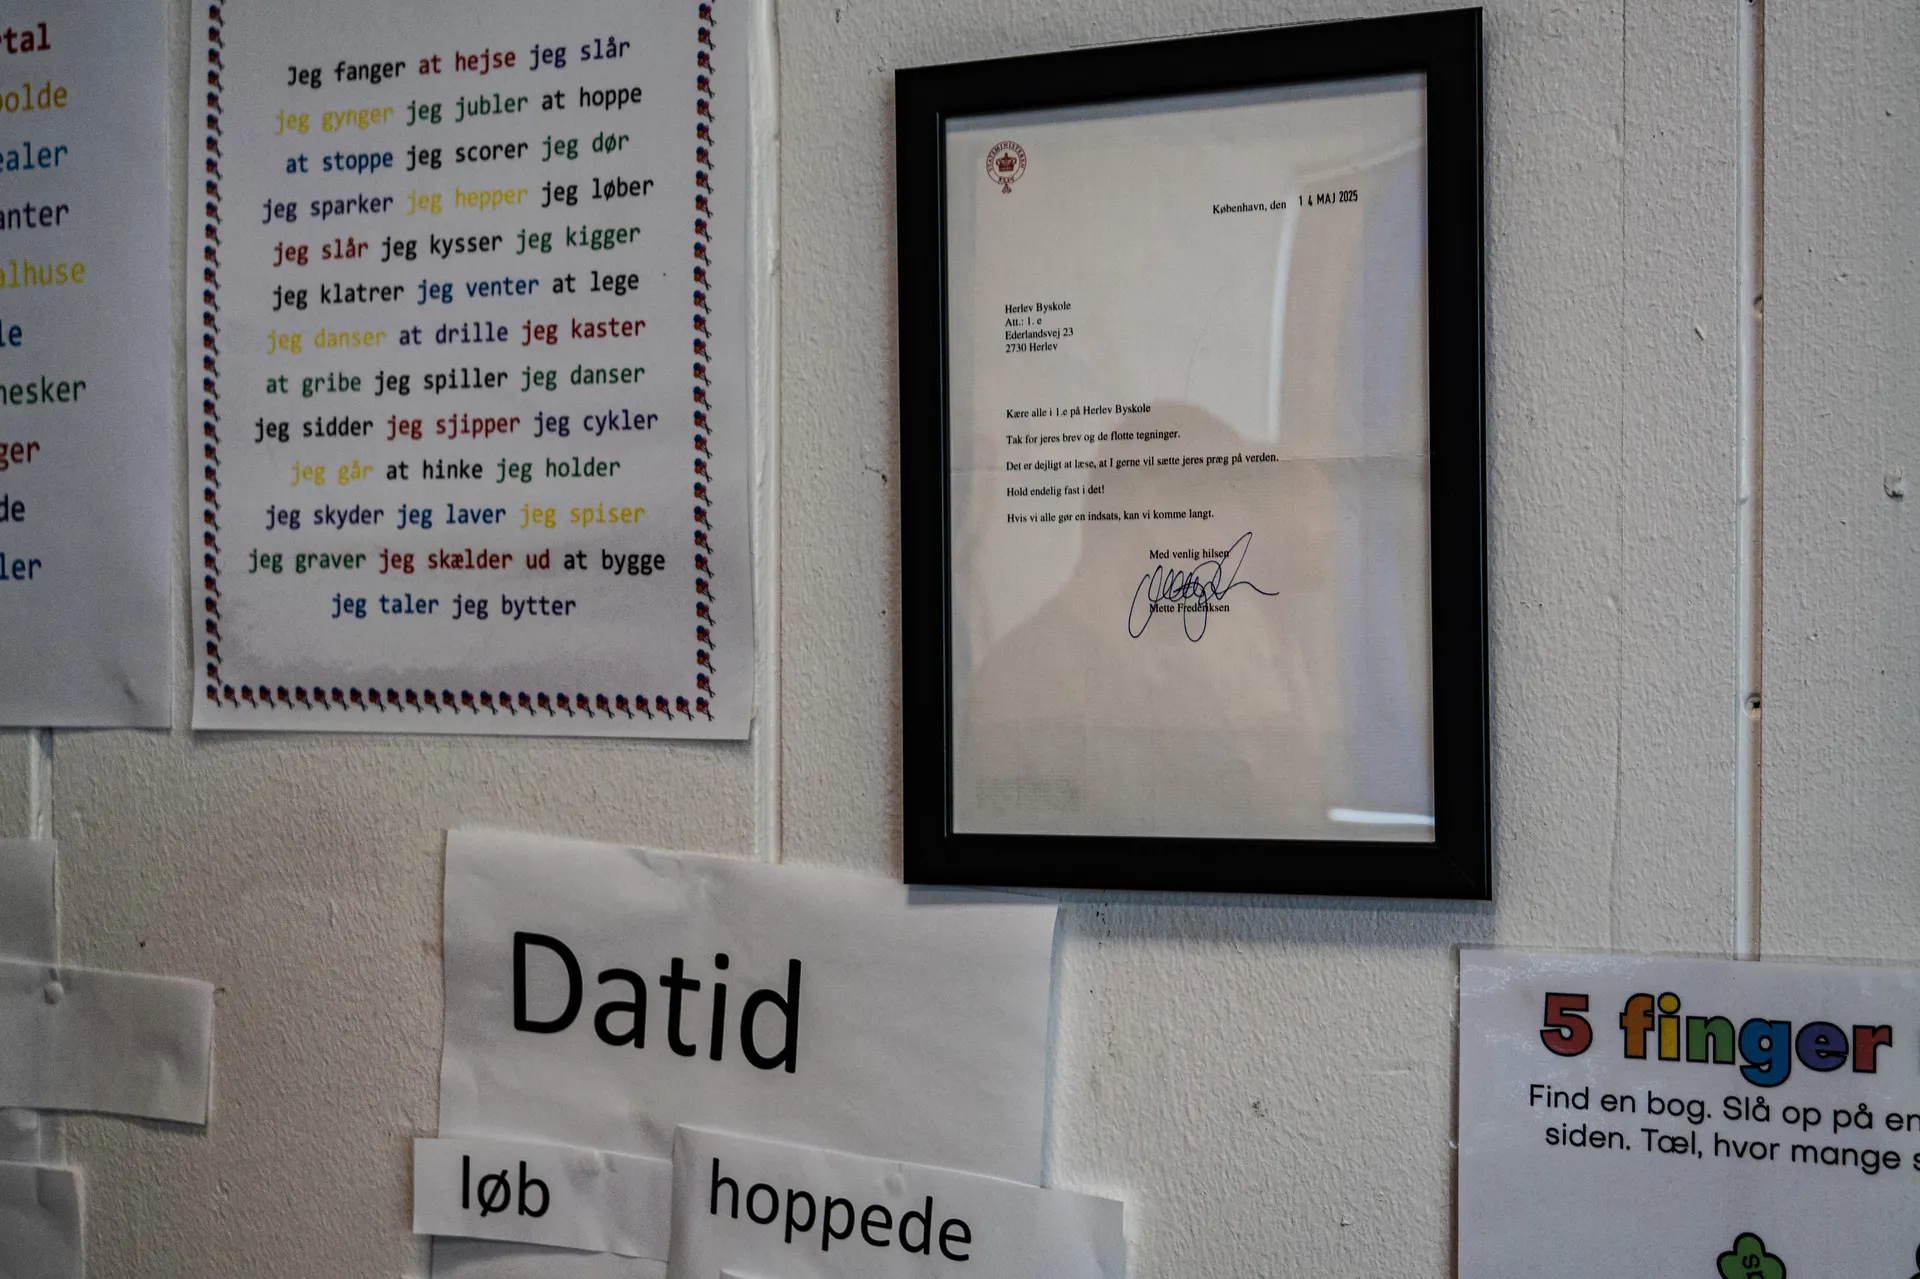 tal
olde
ealer
anter
alhuse
le
nesker
ger
de
ler
Jeg fanger at hejse jeg slår
jeg gynger jeg jubler at hoppe
at stoppe jeg scorer jeg dør
jeg sparker jeg hepper jeg løber
jeg slår jeg kysser jeg kigger
jeg klatrer jeg venter at lege
jeg danser at drille jeg kaster
at gribe jeg spiller jeg danser
jeg sidder jeg sjipper jeg cykler
jeg går at hinke jeg holder
jeg skyder jeg laver jeg spiser
jeg graver jeg skælder ud at bygge
jeg taler jeg bytter
STATSMINISTERIET
København, den 14 MAJ 2025
Herlev Byskole
Att.: 1. e
Ederlandsvej 23
2730 Herlev
Kære alle i 1.e på Herlev Byskole
Tak for jeres brev og de flotte tegninger.
Det er dejligt at læse, at I gerne vil sætte jeres præg på verden.
Hold endelig fast i det!
Hvis vi alle gør en indsats, kan vi komme langt.
Med venlig hilsen
Mette Frederiksen
Datid
løb
hoppede
5 finger
Find en bog. Slå op på en
siden. Tæl, hvor mange s